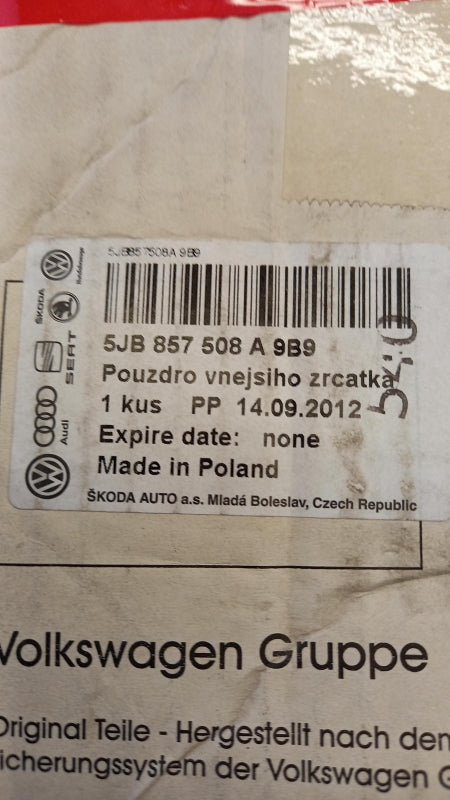 5JB857508A 9B9
ŠKODA
SEAT
Audi
5JB 857 508 A 9B9
Pouzdro vnejsiho zrcatka
1 kus PP 14.09.2012
Expire date: none
Made in Poland
ŠKODA AUTO a.s. Mladá Boleslav, Czech Republic
Volkswagen Gruppe
Original Teile - Hergestellt nach dem
icherungssystem der Volkswagen G